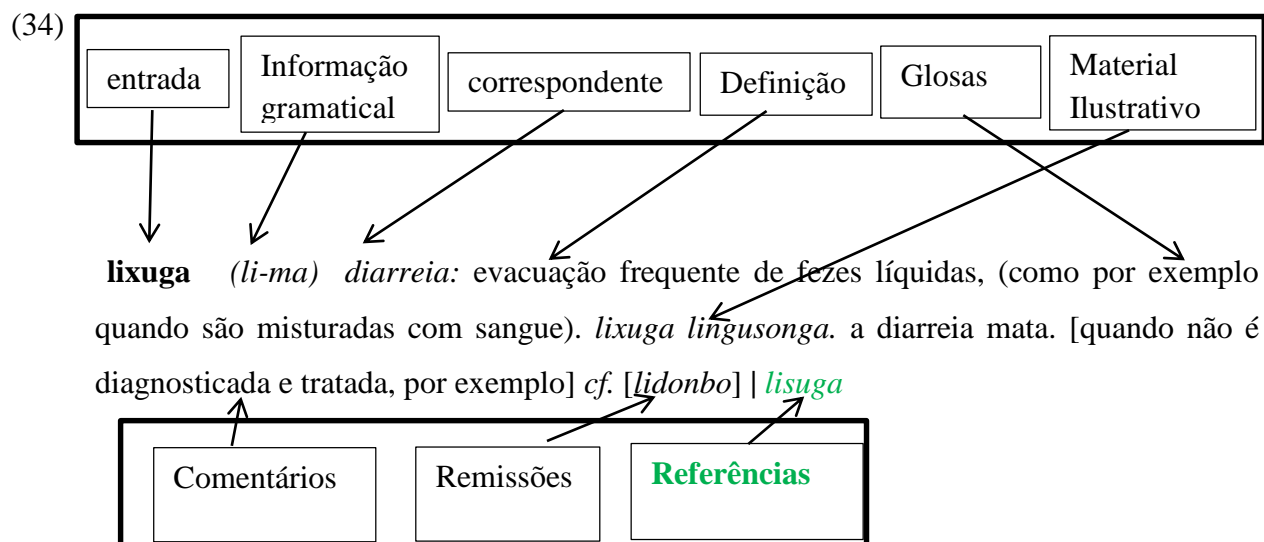 (34)
entrada
Informação
gramatical
correspondente
Definição
Glosas
Material
Ilustrativo
lixuga (li-ma) diarreia: evacuação frequente de fezes líquidas, (como por exemplo
quando são misturadas com sangue). lixuga lingusonga. a diarreia mata. [quando não é
diagnosticada e tratada, por exemplo] cf. [lidonbo] | lisuga
Comentários
Remissões
Referências